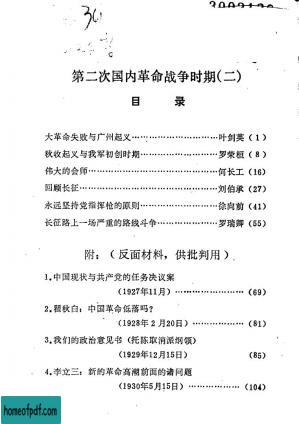 第二次国内革命战争时期(二)
目 录
大革命失败与广州起义……………………叶剑英(1)
秋收起义与我军初创时期…………………罗荣桓(8)
伟大的会师…………………………………何长工(16)
回顾长征……………………………………刘伯承(27)
永远坚持党指挥枪的原则…………………徐向前(41)
长征路上一场严重的路线斗争……………罗瑞卿(55)
附:(反面材料,供批判用)
1.中国现状与共产党的任务决议案
(1927年11月)……………………(69)
2.瞿秋白:中国革命低落吗?
(1928年2月20日)…………………(81)
3.我们的政治意见书(托陈取消派纲领)
(1929年12月15日)………………(85)
4.李立三:新的革命高潮前面的诸问题
(1930年5月15日)………………(104)
homeofpdf.com